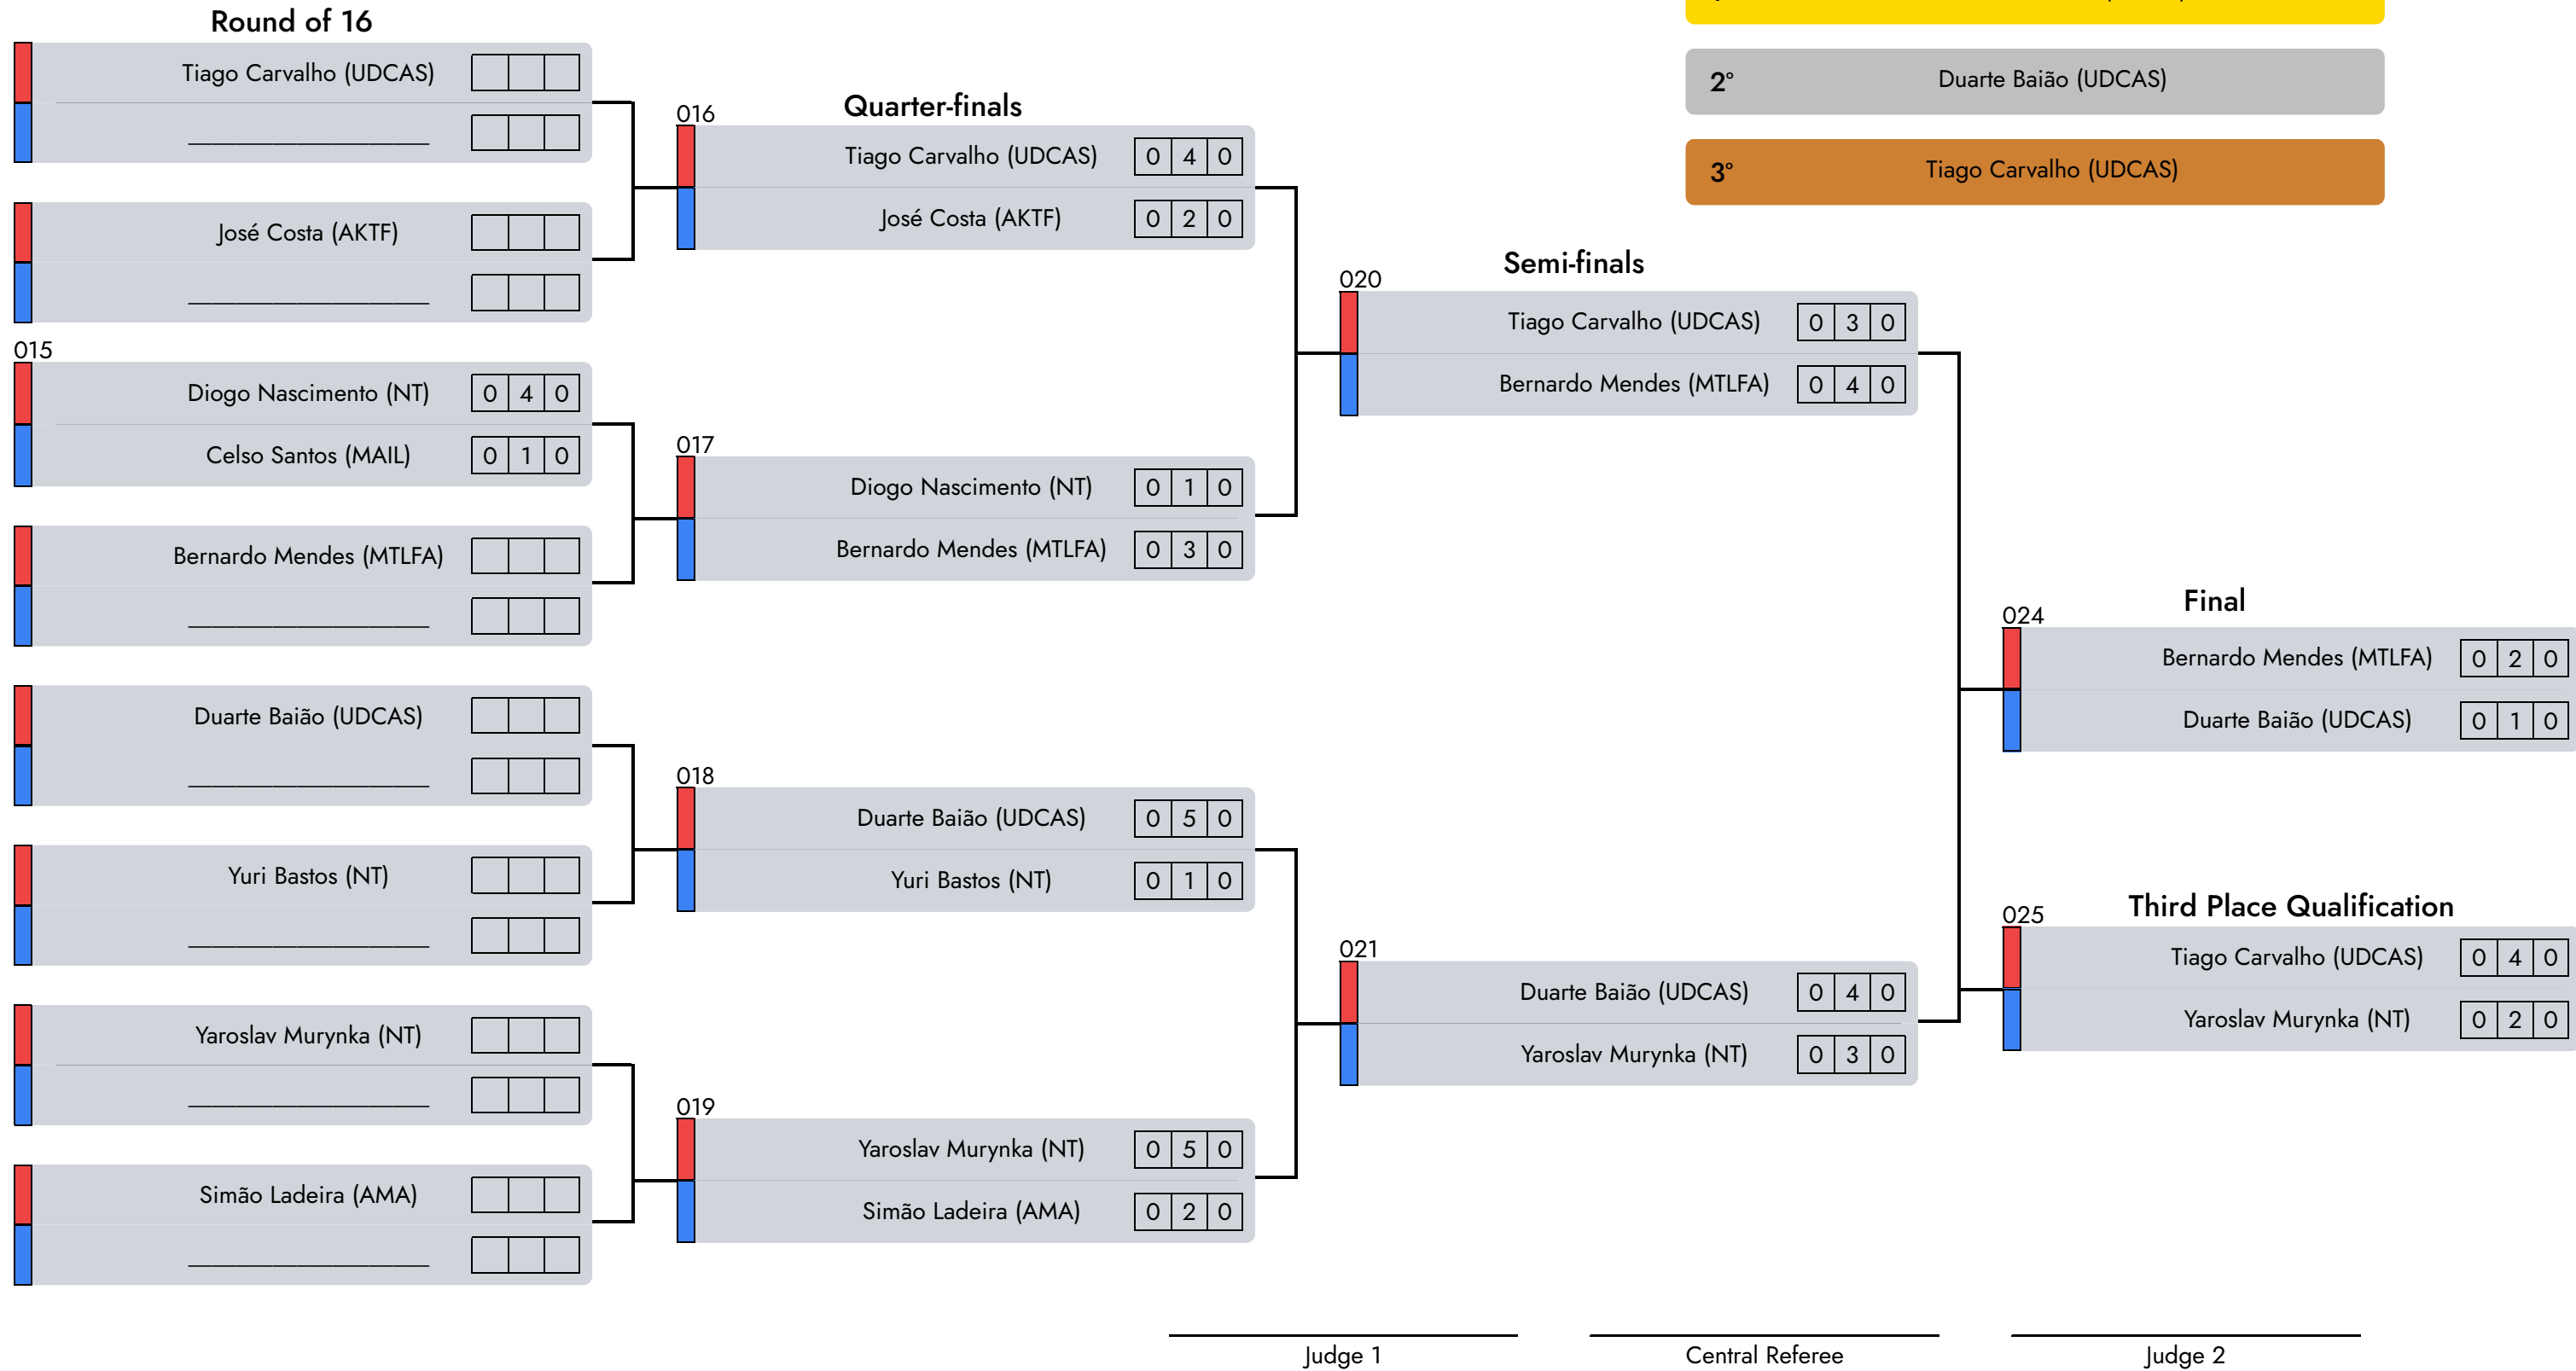 Round of 16
Tiago Carvalho (UDCAS)
José Costa (AKTF)
015
Diogo Nascimento (NT) 0 4 0
Celso Santos (MAIL) 0 1 0
Bernardo Mendes (MTLFA)
Duarte Baião (UDCAS)
Yuri Bastos (NT)
Yaroslav Murynka (NT)
Simão Ladeira (AMA)
Quarter-finals
016
Tiago Carvalho (UDCAS) 0 4 0
José Costa (AKTF) 0 2 0
017
Diogo Nascimento (NT) 0 1 0
Bernardo Mendes (MTLFA) 0 3 0
018
Duarte Baião (UDCAS) 0 5 0
Yuri Bastos (NT) 0 1 0
019
Yaroslav Murynka (NT) 0 5 0
Simão Ladeira (AMA) 0 2 0
Semi-finals
020
Tiago Carvalho (UDCAS) 0 3 0
Bernardo Mendes (MTLFA) 0 4 0
021
Duarte Baião (UDCAS) 0 4 0
Yaroslav Murynka (NT) 0 3 0
2° Duarte Baião (UDCAS)
3° Tiago Carvalho (UDCAS)
Final
024
Bernardo Mendes (MTLFA) 0 2 0
Duarte Baião (UDCAS) 0 1 0
Third Place Qualification
025
Tiago Carvalho (UDCAS) 0 4 0
Yaroslav Murynka (NT) 0 2 0
Judge 1
Central Referee
Judge 2